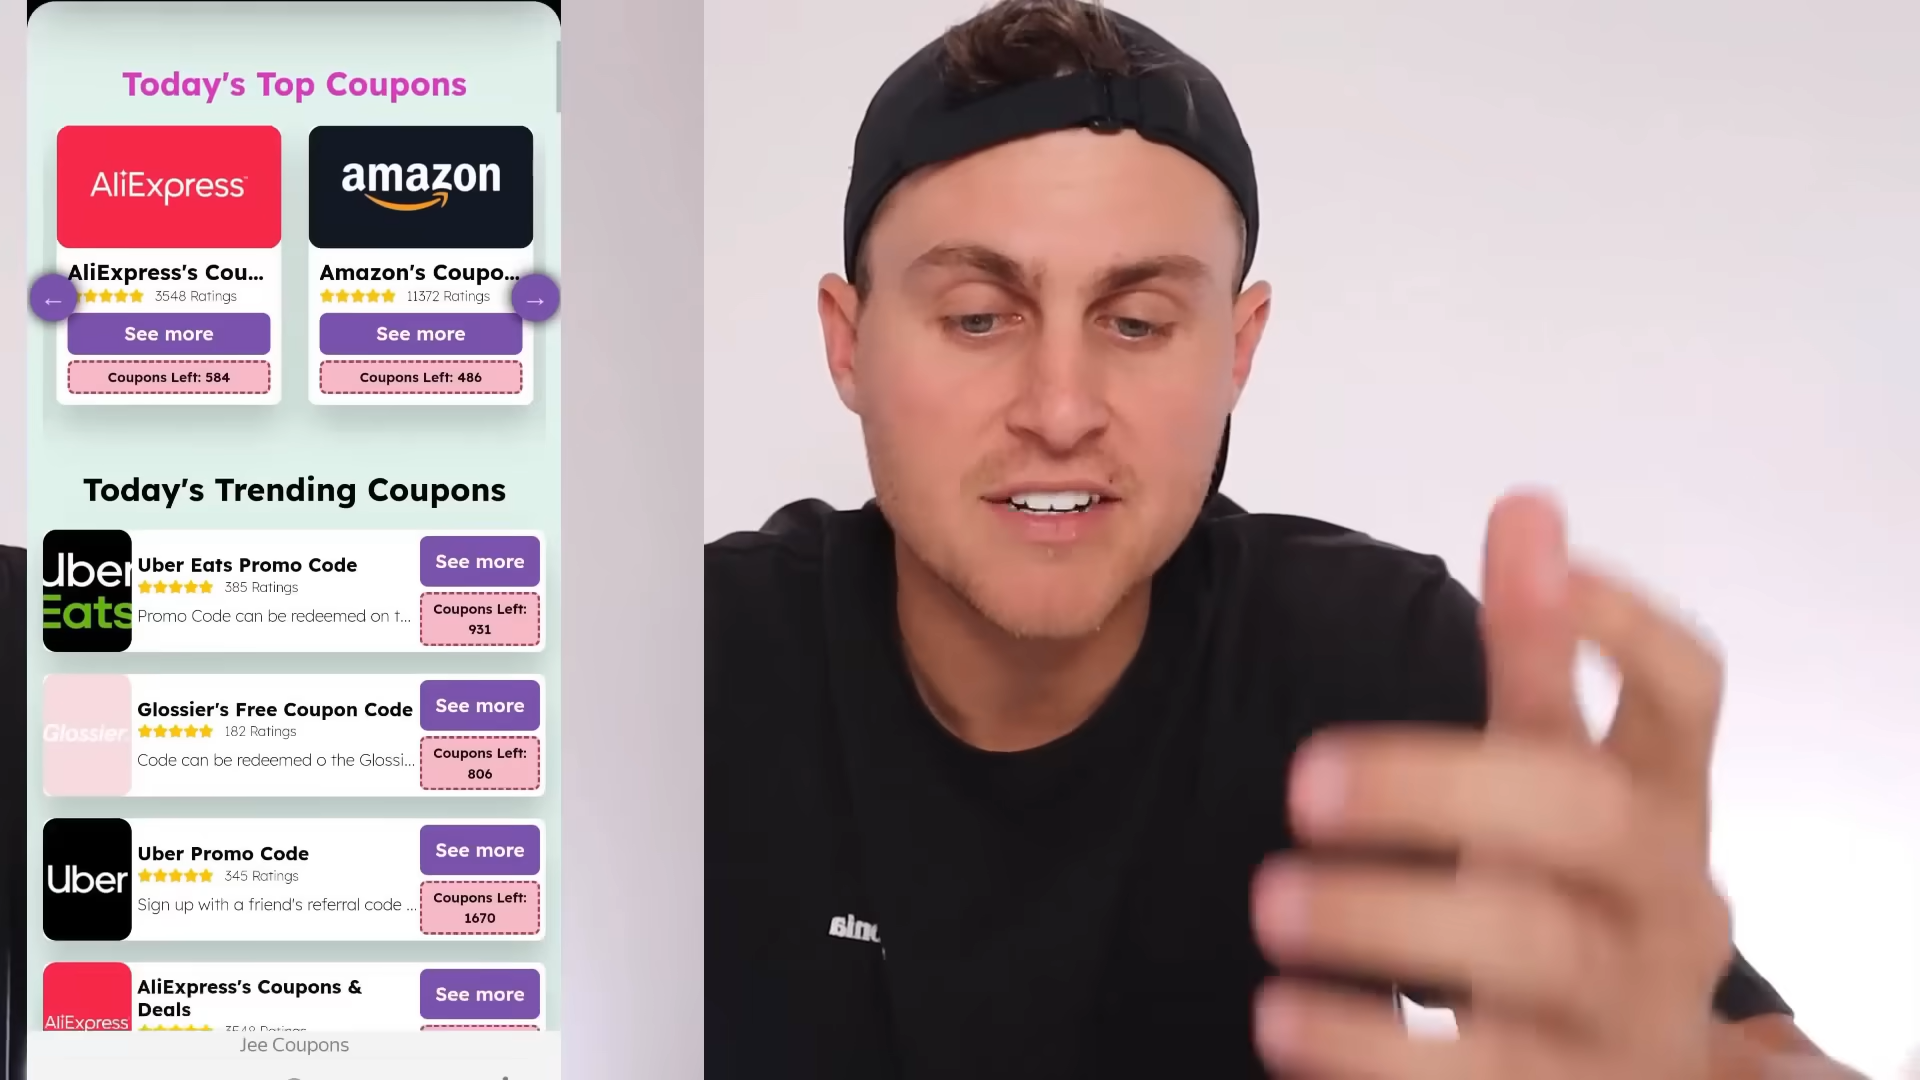 Today's Top Coupons
AliExpress
amazon
AliExpress's Cou...
Amazon's Coupo...
3548 Ratings
11372 Ratings
←
→
See more
See more
Coupons Left: 584
Coupons Left: 486
Today's Trending Coupons
Uber
Eats
Uber Eats Promo Code
385 Ratings
Promo Code can be redeemed on t...
See more
Coupons Left:
931
Glossier
Glossier's Free Coupon Code
182 Ratings
Code can be redeemed o the Glossi...
See more
Coupons Left:
806
Uber
Uber Promo Code
345 Ratings
Sign up with a friend's referral code ...
See more
Coupons Left:
1670
AliExpress
AliExpress's Coupons &
Deals
3548 Ratings
See more
Jee Coupons